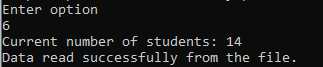 Enter option
6
Current number of students: 14
Data read successfully from the file.